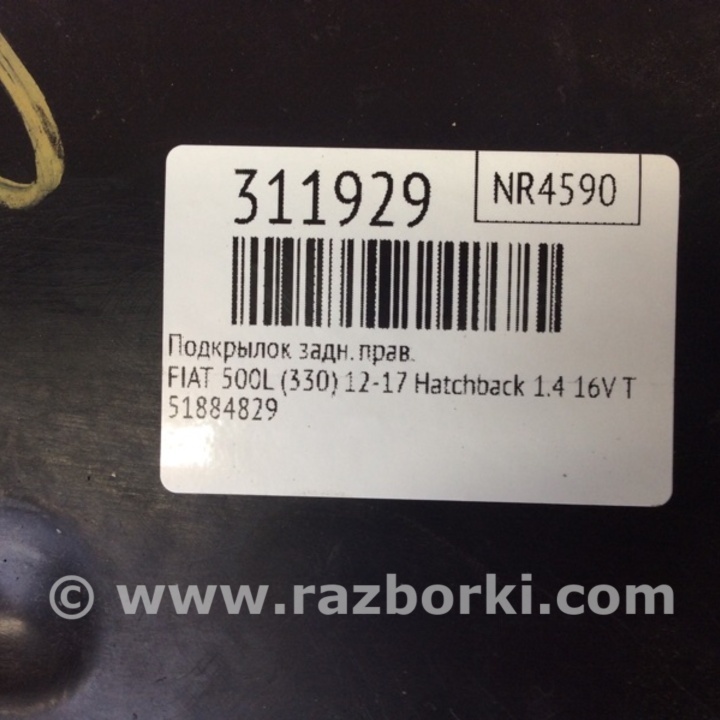 311929
NR4590
Подкрылок задн. прав.
FIAT 500L (330) 12-17 Hatchback 1.4 16V T
51884829
© www.razborki.com